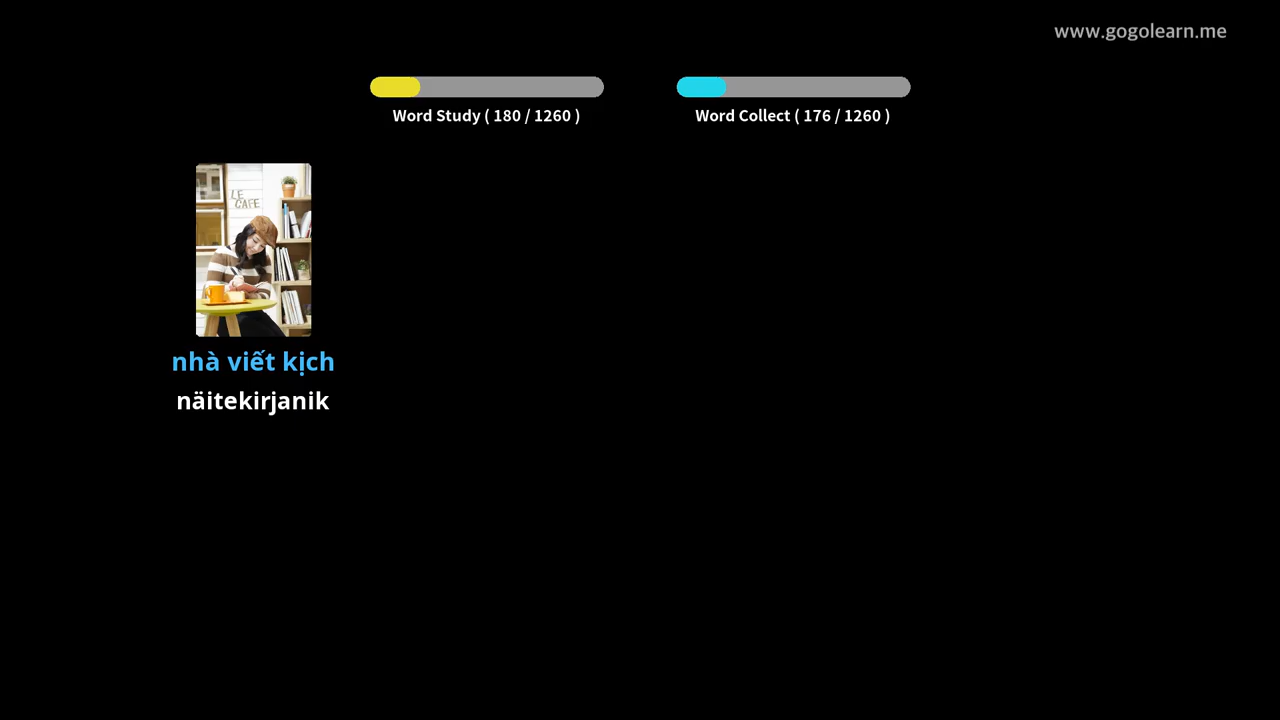 www.gogolearn.me
Word Study ( 180 / 1260 )
Word Collect ( 176 / 1260 )
LE
CAFE
nhà viết kịch
näitekirjanik